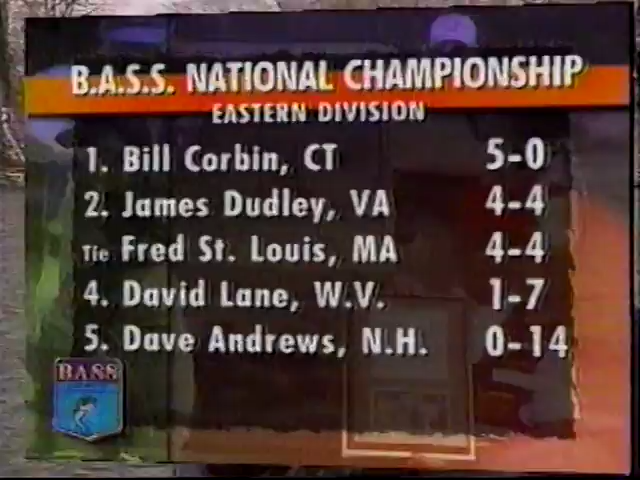 B.A.S.S. NATIONAL CHAMPIONSHIP
EASTERN DIVISION
1. Bill Corbin, CT 5-0
2. James Dudley, VA 4-4
Tie Fred St. Louis, MA 4-4
4. David Lane, W.V. 1-7
5. Dave Andrews, N.H. 0-14
BASS